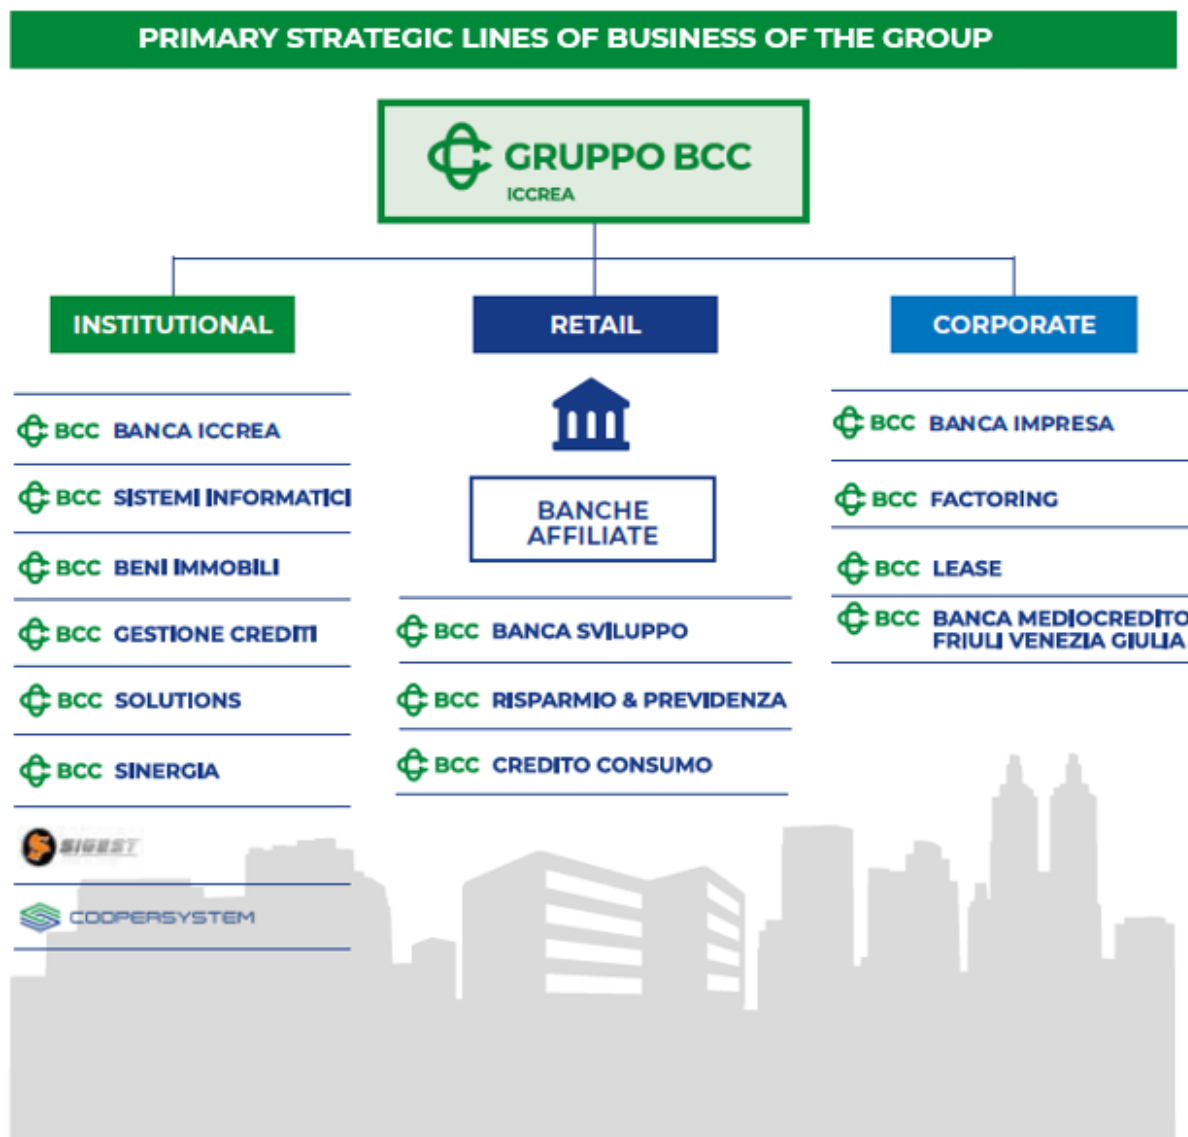 PRIMARY STRATEGIC LINES OF BUSINESS OF THE GROUP
GRUPPO BCC
ICCREA
INSTITUTIONAL
BCC BANCA ICCREA
BCC SISTEMI INFORMATICI
BCC BENI IMMOBILI
BCC GESTIONE CREDITI
BCC SOLUTIONS
BCC SINERGIA
SIGEST
COOPERSYSTEM
RETAIL
BANCHE
AFFILIATE
BCC BANCA SVILUPPO
BCC RISPARMIO & PREVIDENZA
BCC CREDITO CONSUMO
CORPORATE
BCC BANCA IMPRESA
BCC FACTORING
BCC LEASE
BCC BANCA MEDIOCREDITO
FRIULI VENEZIA GIULIA